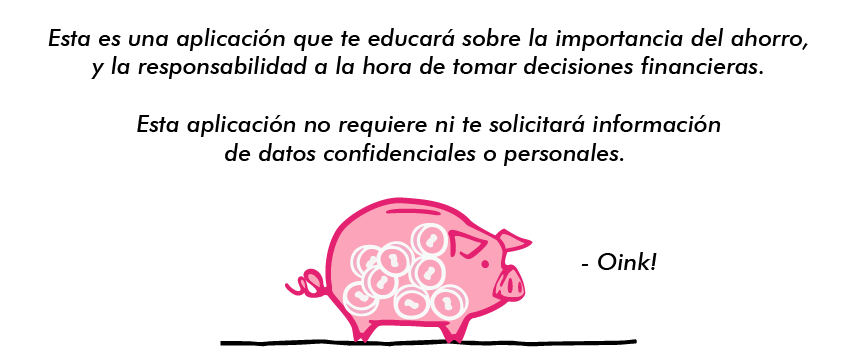 Esta es una aplicación que te educará sobre la importancia del ahorro,
y la responsabilidad a la hora de tomar decisiones financieras.
Esta aplicación no requiere ni te solicitará información
de datos confidenciales o personales.
- Oink!